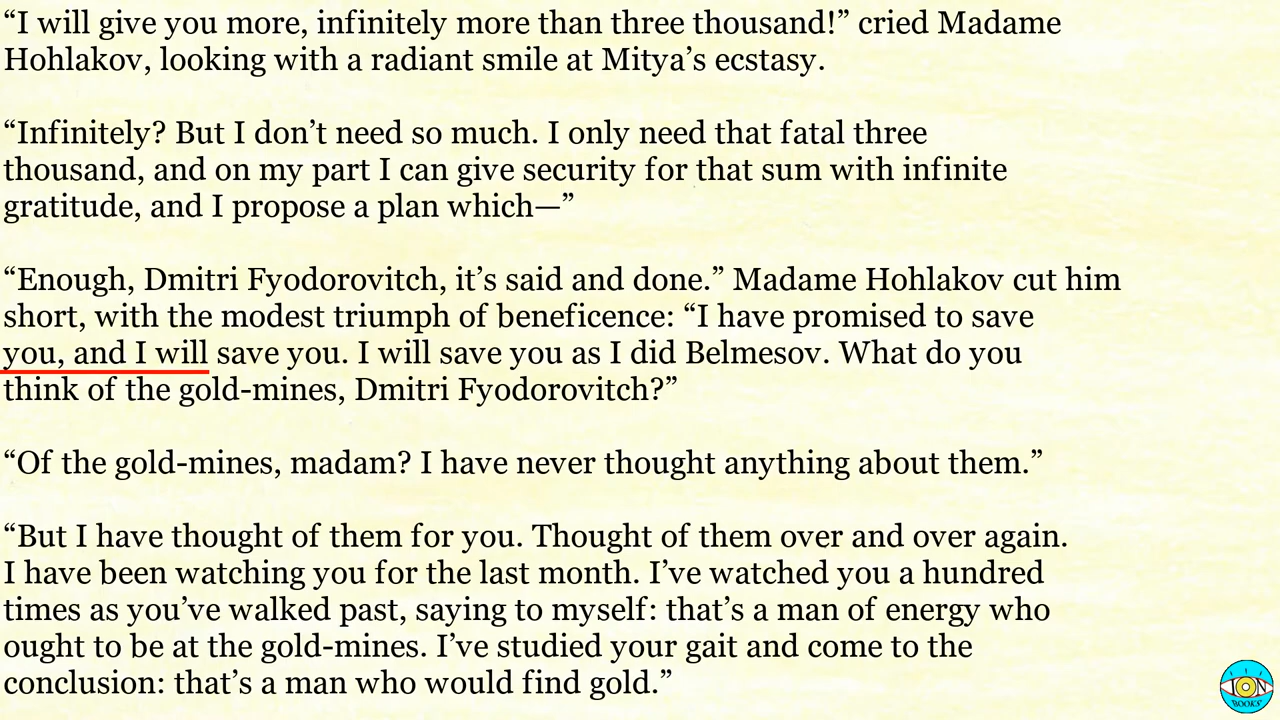 “I will give you more, infinitely more than three thousand!” cried Madame
Hohlakov, looking with a radiant smile at Mitya’s ecstasy.
“Infinitely? But I don’t need so much. I only need that fatal three
thousand, and on my part I can give security for that sum with infinite
gratitude, and I propose a plan which—”
“Enough, Dmitri Fyodorovitch, it’s said and done.” Madame Hohlakov cut him
short, with the modest triumph of beneficence: “I have promised to save
you, and I will save you. I will save you as I did Belmesov. What do you
think of the gold-mines, Dmitri Fyodorovitch?”
“Of the gold-mines, madam? I have never thought anything about them.”
“But I have thought of them for you. Thought of them over and over again.
I have been watching you for the last month. I’ve watched you a hundred
times as you’ve walked past, saying to myself: that’s a man of energy who
ought to be at the gold-mines. I’ve studied your gait and come to the
conclusion: that’s a man who would find gold.”
ION
BOOKS